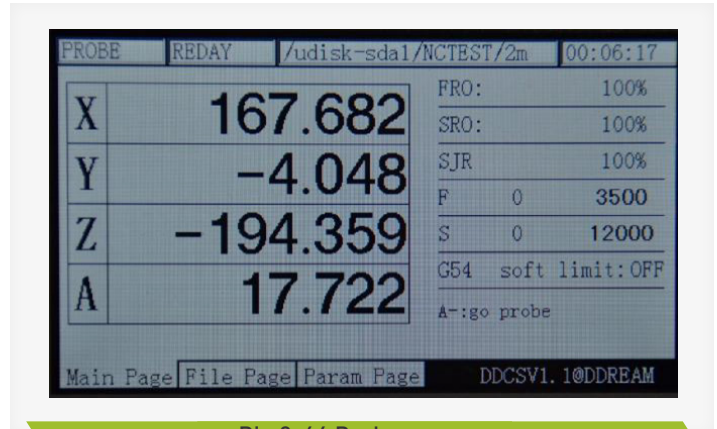 PROBE REDAY /udisk-sda1/NCTEST/2m 00:06:17
X 167.682
Y -4.048
Z -194.359
A 17.722
FRO: 100%
SRO: 100%
SJR 100%
F 0 3500
S 0 12000
G54 soft limit:OFF
A-:go probe
Main Page File Page Param Page DDCSV1.1@DDREAM